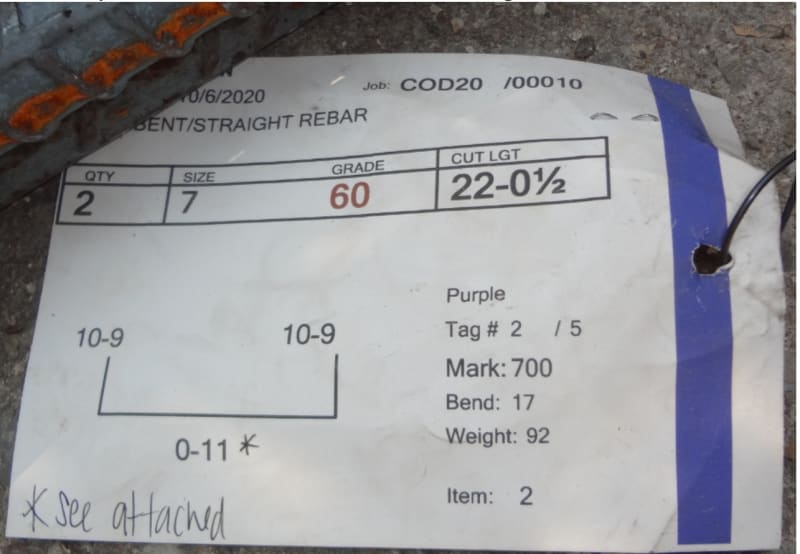 10/6/2020 Job: COD20 /00010
BENT/STRAIGHT REBAR
QTY SIZE GRADE CUT LGT
2 7 60 22-0½
Purple
Tag # 2 / 5
10-9 10-9
Mark: 700
Bend: 17
Weight: 92
0-11 *
Item: 2
* See attached